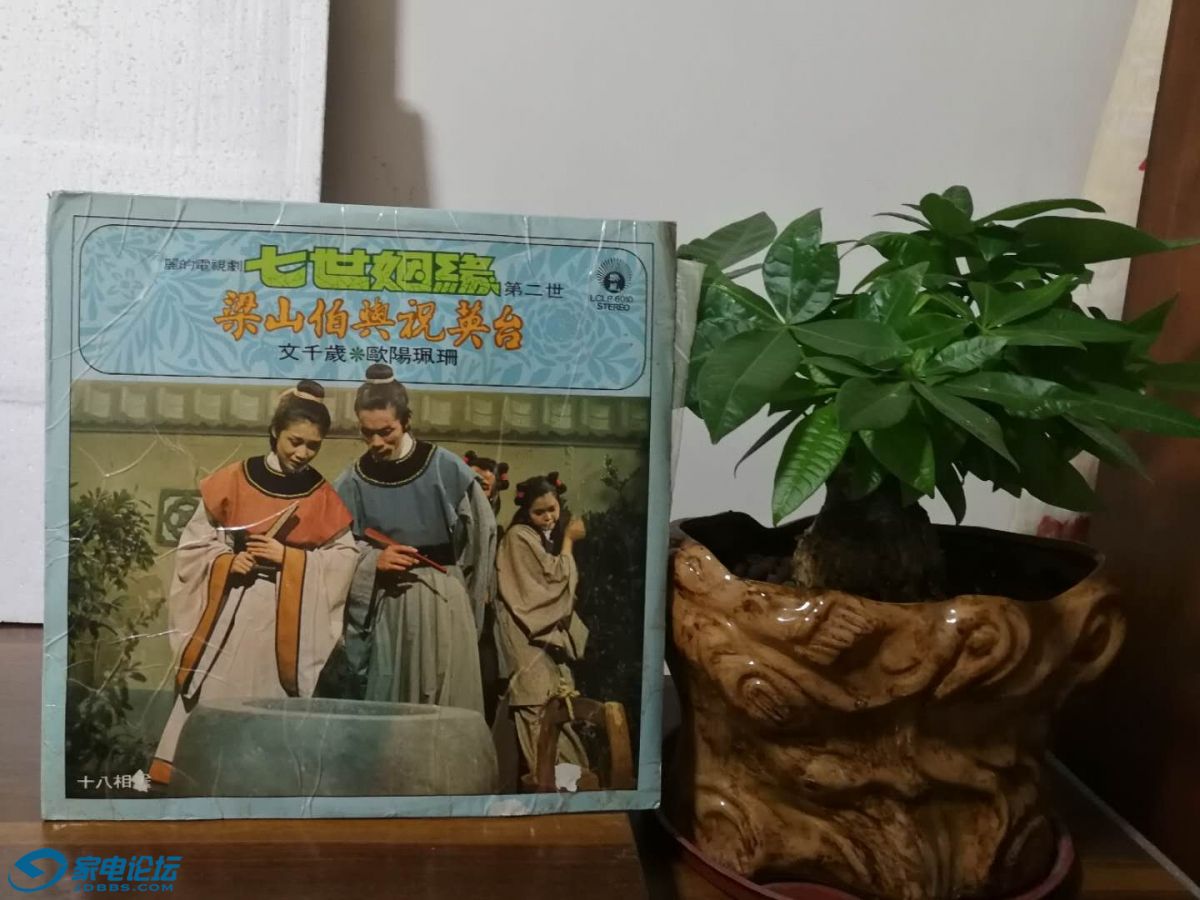 麗的電視劇七世姻緣第二世
梁山伯與祝英台
文千歲❋歐陽珮珊
LCLP-6010
STEREO
十八相送
家电论坛
JDBBS.COM